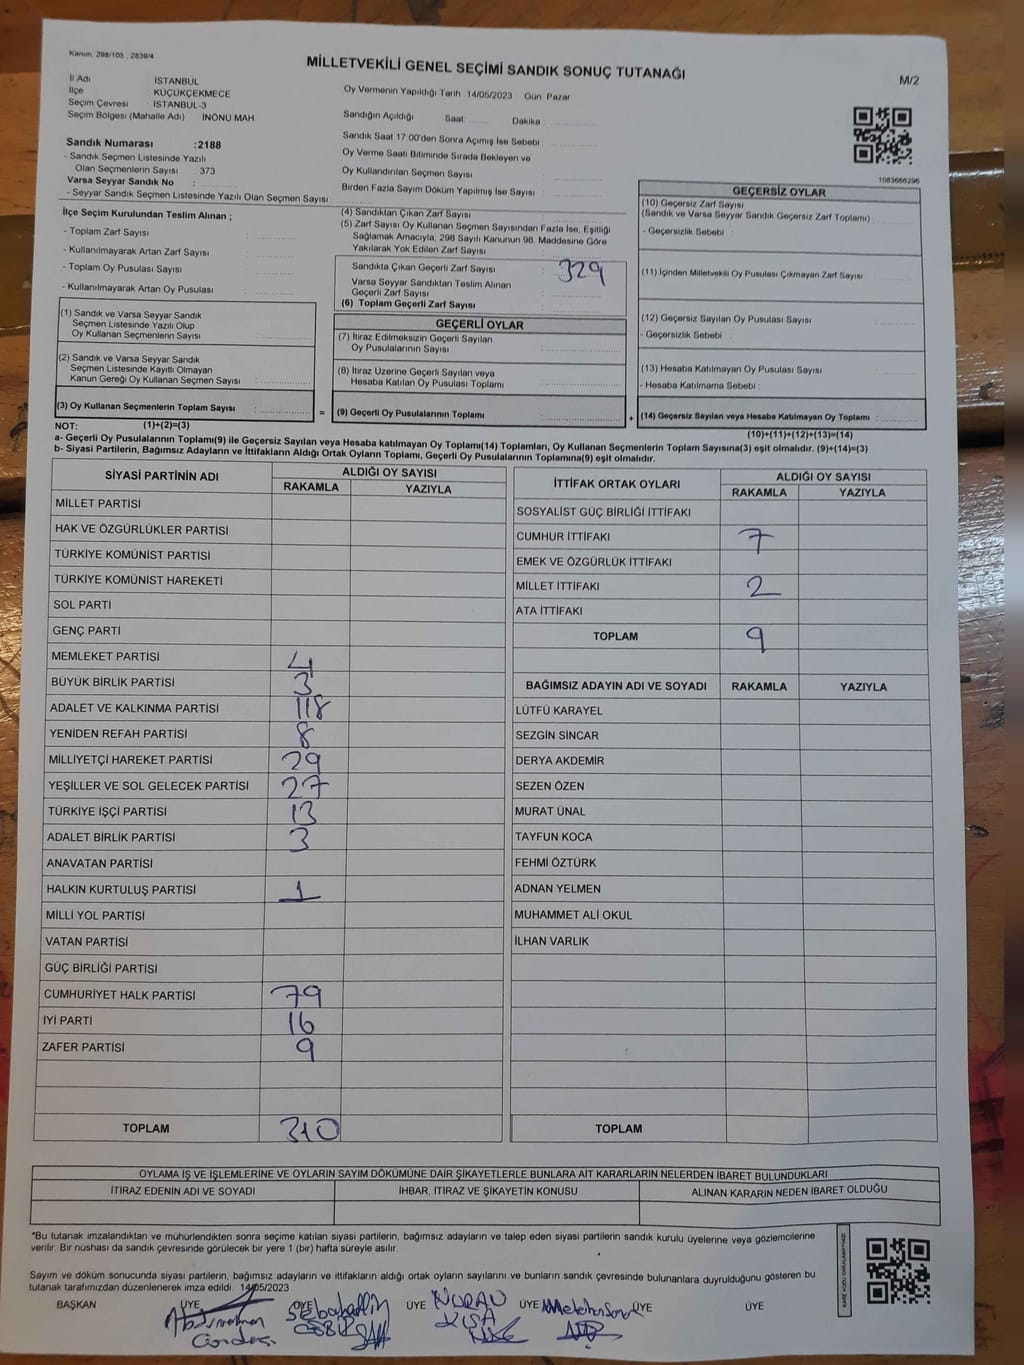 Kanun, 298/105 , 2839/4
MİLLETVEKİLİ GENEL SEÇİMİ SANDIK SONUÇ TUTANAĞI
M/2
İl Adı İSTANBUL
İlçe KÜÇÜKÇEKMECE
Seçim Çevresi : İSTANBUL-3
Seçim Bölgesi (Mahalle Adı) İNÖNÜ MAH.
Sandık Numarası :2188
- Sandık Seçmen Listesinde Yazılı
Olan Seçmenlerin Sayısı : 373
Varsa Seyyar Sandık No :
- Seyyar Sandık Seçmen Listesinde Yazılı Olan Seçmen Sayısı
Oy Vermenin Yapıldığı Tarih :14/05/2023 Gün: Pazar
Sandığın Açıldığı Saat: Dakika :
Sandık Saat 17:00'den Sonra Açımış İse Sebebi :
Oy Verme Saati Bitiminde Sırada Bekleyen ve
Oy Kullandırılan Seçmen Sayısı
Birden Fazla Sayım Döküm Yapılmış İse Sayısı :
1083666296
İlçe Seçim Kurulundan Teslim Alınan ;
- Toplam Zarf Sayısı :
- Kullanılmayarak Artan Zarf Sayısı :
- Toplam Oy Pusulası Sayısı :
- Kullanılmayarak Artan Oy Pusulası :
(4) Sandıktan Çıkan Zarf Sayısı
(5) Zarf Sayısı Oy Kullanan Seçmen Sayısından Fazla İse, Eşitliği
Sağlamak Amacıyla, 298 Sayılı Kanunun 98. Maddesine Göre
Yakılarak Yok Edilen Zarf Sayısı
Sandıkta Çıkan Geçerli Zarf Sayısı 329
Varsa Seyyar Sandıktan Teslim Alınan
Geçerli Zarf Sayısı :
(6) Toplam Geçerli Zarf Sayısı
GEÇERSİZ OYLAR
(10) Geçersiz Zarf Sayısı
(Sandık ve Varsa Seyyar Sandık Geçersiz Zarf Toplamı)
- Geçersizlik Sebebi :
(11) İçinden Milletvekili Oy Pusulası Çıkmayan Zarf Sayısı
(12) Geçersiz Sayılan Oy Pusulası Sayısı
- Geçersizlik Sebebi :
(13) Hesaba Katılmayan Oy Pusulası Sayısı
- Hesaba Katılmama Sebebi :
(14) Geçersiz Sayılan veya Hesaba Katılmayan Oy Toplamı :
(10)+(11)+(12)+(13)=(14)
(1) Sandık ve Varsa Seyyar Sandık
Seçmen Listesinde Yazılı Olup
Oy Kullanan Seçmenlerin Sayısı :
(2) Sandık ve Varsa Seyyar Sandık
Seçmen Listesinde Kayıtlı Olmayan
Kanun Gereği Oy Kullanan Seçmen Sayısı :
(3) Oy Kullanan Seçmenlerin Toplam Sayısı :
GEÇERLİ OYLAR
(7) İtiraz Edilmeksizin Geçerli Sayılan
Oy Pusulalarının Sayısı
(8) İtiraz Üzerine Geçerli Sayılan veya
Hesaba Katılan Oy Pusulası Toplamı
= (9) Geçerli Oy Pusulalarının Toplamı +
NOT: (1)+(2)=(3)
a- Geçerli Oy Pusulalarının Toplamı(9) ile Geçersiz Sayılan veya Hesaba katılmayan Oy Toplamı(14) Toplamları, Oy Kullanan Seçmenlerin Toplam Sayısına(3) eşit olmalıdır. (9)+(14)=(3)
b- Siyasi Partilerin, Bağımsız Adayların ve İttifakların Aldığı Ortak Oyların Toplamı, Geçerli Oy Pusulalarının Toplamına(9) eşit olmalıdır.
SİYASİ PARTİNİN ADI ALDIĞI OY SAYISI
RAKAMLA YAZIYLA
MİLLET PARTİSİ
HAK VE ÖZGÜRLÜKLER PARTİSİ
TÜRKİYE KOMÜNİST PARTİSİ
TÜRKİYE KOMÜNİST HAREKETİ
SOL PARTİ
GENÇ PARTİ
MEMLEKET PARTİSİ 4
BÜYÜK BİRLİK PARTİSİ 3
ADALET VE KALKINMA PARTİSİ 118
YENİDEN REFAH PARTİSİ 8
MİLLİYETÇİ HAREKET PARTİSİ 29
YEŞİLLER VE SOL GELECEK PARTİSİ 27
TÜRKİYE İŞÇİ PARTİSİ 13
ADALET BİRLİK PARTİSİ 3
ANAVATAN PARTİSİ
HALKIN KURTULUŞ PARTİSİ 1
MİLLİ YOL PARTİSİ
VATAN PARTİSİ
GÜÇ BİRLİĞİ PARTİSİ
CUMHURİYET HALK PARTİSİ 79
İYİ PARTİ 16
ZAFER PARTİSİ 9
TOPLAM 310
İTTİFAK ORTAK OYLARI ALDIĞI OY SAYISI
RAKAMLA YAZIYLA
SOSYALİST GÜÇ BİRLİĞİ İTTİFAKI
CUMHUR İTTİFAKI 7
EMEK VE ÖZGÜRLÜK İTTİFAKI
MİLLET İTTİFAKI 2
ATA İTTİFAKI
TOPLAM 9
BAĞIMSIZ ADAYIN ADI VE SOYADI RAKAMLA YAZIYLA
LÜTFÜ KARAYEL
SEZGİN SİNCAR
DERYA AKDEMİR
SEZEN ÖZEN
MURAT ÜNAL
TAYFUN KOCA
FEHMİ ÖZTÜRK
ADNAN YELMEN
MUHAMMET ALİ OKUL
İLHAN VARLIK
TOPLAM
OYLAMA İŞ VE İŞLEMLERİNE VE OYLARIN SAYIM DÖKÜMÜNE DAİR ŞİKAYETLERLE BUNLARA AİT KARARLARIN NELERDEN İBARET BULUNDUKLARI
İTİRAZ EDENİN ADI VE SOYADI İHBAR, İTİRAZ VE ŞİKAYETİN KONUSU ALINAN KARARIN NEDEN İBARET OLDUĞU
"Bu tutanak imzalandıktan ve mühürlendikten sonra seçime katılan siyasi partilerin, bağımsız adayların ve talep eden siyasi partilerin sandık kurulu üyelerine veya gözlemcilerine
verilir. Bir nüshası da sandık çevresinde görülecek bir yere 1 (bir) hafta süreyle asılır.
Sayım ve döküm sonucunda siyasi partilerin, bağımsız adayların ve ittifakların aldığı ortak oyların sayılarını ve bunların sandık çevresinde bulunanlara duyrulduğunu gösteren bu
tutanak tarafımızdan düzenlenerek imza edildi. 14/05/2023
BAŞKAN ÜYE ÜYE ÜYE ÜYE ÜYE ÜYE
NURAN